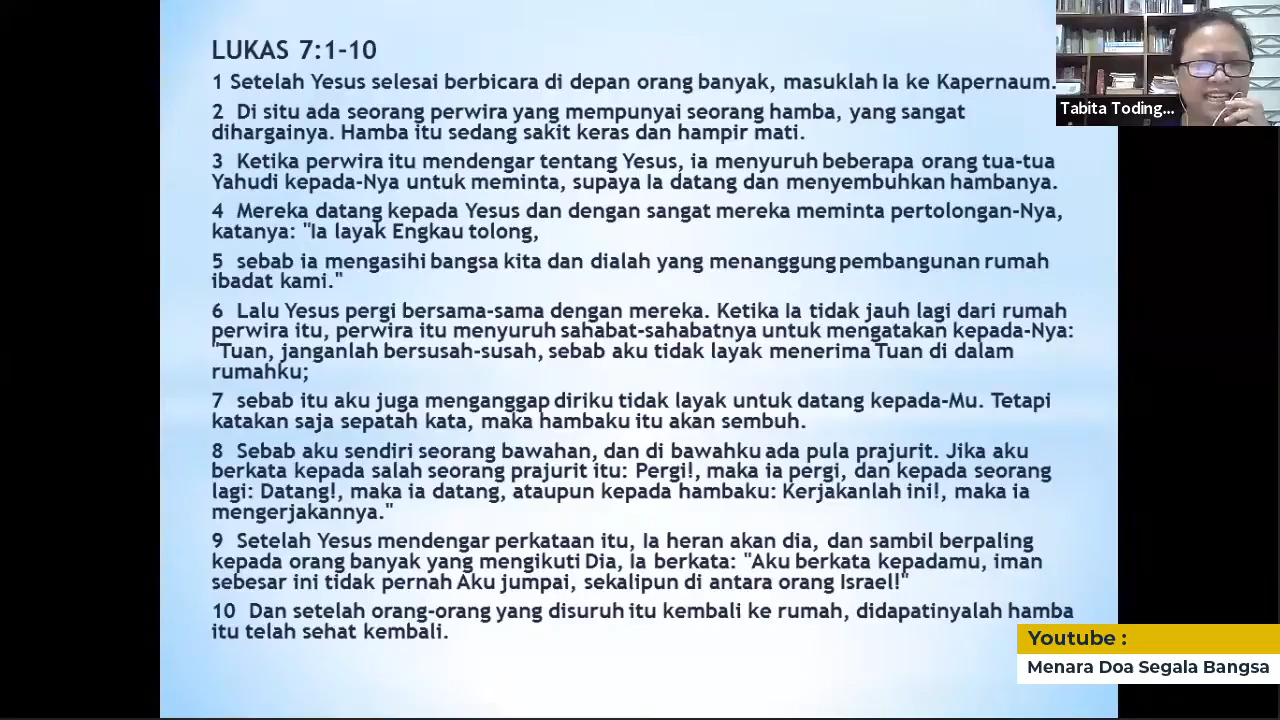 LUKAS 7:1-10
1 Setelah Yesus selesai berbicara di depan orang banyak, masuklah Ia ke Kapernaum.
2 Di situ ada seorang perwira yang mempunyai seorang hamba, yang sangat
dihargainya. Hamba itu sedang sakit keras dan hampir mati.
3 Ketika perwira itu mendengar tentang Yesus, ia menyuruh beberapa orang tua-tua
Yahudi kepada-Nya untuk meminta, supaya Ia datang dan menyembuhkan hambanya.
4 Mereka datang kepada Yesus dan dengan sangat mereka meminta pertolongan-Nya,
katanya: "Ia layak Engkau tolong,
5 sebab ia mengasihi bangsa kita dan dialah yang menanggung pembangunan rumah
ibadat kami."
6 Lalu Yesus pergi bersama-sama dengan mereka. Ketika Ia tidak jauh lagi dari rumah
perwira itu, perwira itu menyuruh sahabat-sahabatnya untuk mengatakan kepada-Nya:
"Tuan, janganlah bersusah-susah, sebab aku tidak layak menerima Tuan di dalam
rumahku;
7 sebab itu aku juga menganggap diriku tidak layak untuk datang kepada-Mu. Tetapi
katakan saja sepatah kata, maka hambaku itu akan sembuh.
8 Sebab aku sendiri seorang bawahan, dan di bawahku ada pula prajurit. Jika aku
berkata kepada salah seorang prajurit itu: Pergi!, maka ia pergi, dan kepada seorang
lagi: Datang!, maka ia datang, ataupun kepada hambaku: Kerjakanlah ini!, maka ia
mengerjakannya."
9 Setelah Yesus mendengar perkataan itu, Ia heran akan dia, dan sambil berpaling
kepada orang banyak yang mengikuti Dia, Ia berkata: "Aku berkata kepadamu, iman
sebesar ini tidak pernah Aku jumpai, sekalipun di antara orang Israel!"
10 Dan setelah orang-orang yang disuruh itu kembali ke rumah, didapatinyalah hamba
itu telah sehat kembali.
Tabita Toding...
Youtube :
Menara Doa Segala Bangsa